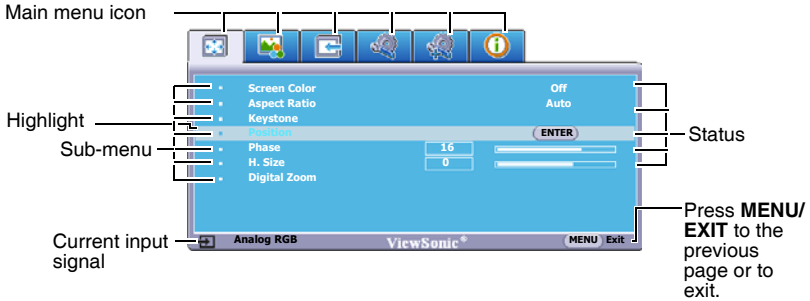 Main menu icon
Screen Color Off
Aspect Ratio Auto
Keystone
Highlight
Position ENTER
Status
Sub-menu
Phase 16
H. Size 0
Digital Zoom
Current input
signal
Analog RGB ViewSonic® MENU Exit
Press MENU/
EXIT to the
previous
page or to
exit.